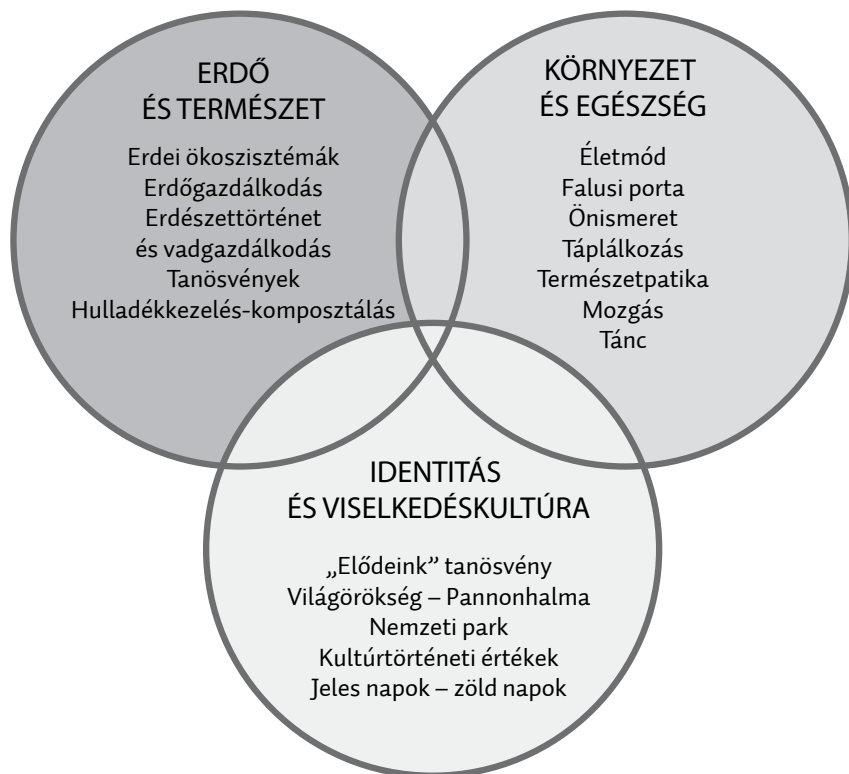 ERDŐ
ÉS TERMÉSZET
Erdei ökoszisztémák
Erdőgazdálkodás
Erdészettörténet
és vadgazdálkodás
Tanösvények
Hulladékkezelés-komposztálás
KÖRNYEZET
ÉS EGÉSZSÉG
Életmód
Falusi porta
Önismeret
Táplálkozás
Természetpatika
Mozgás
Tánc
IDENTITÁS
ÉS VISELKEDÉSKULTÚRA
„Elődeink” tanösvény
Világörökség – Pannonhalma
Nemzeti park
Kultúrtörténeti értékek
Jeles napok – zöld napok